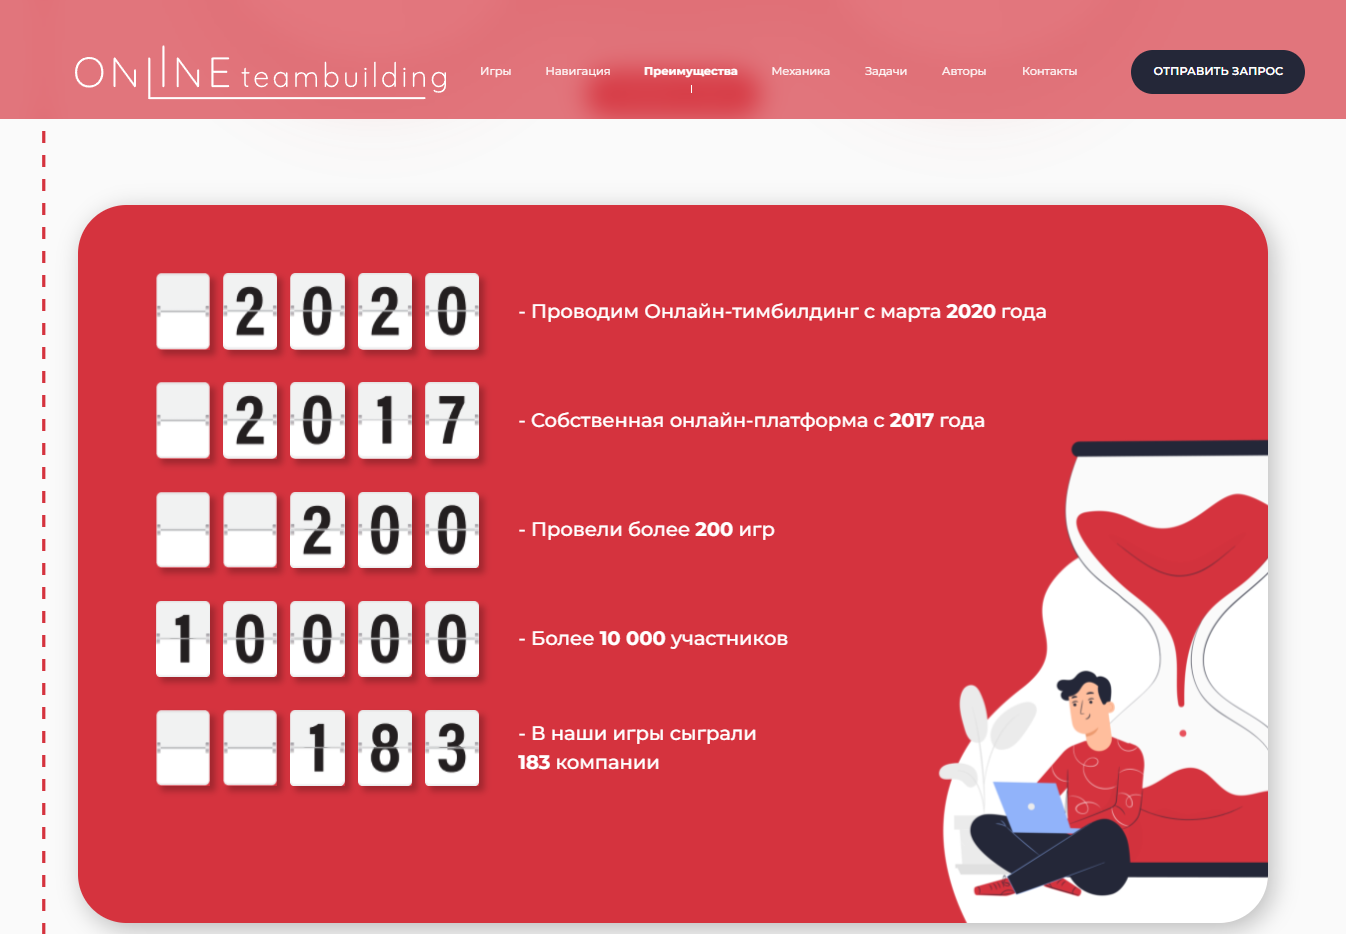 ONLINE teambuilding
Игры Навигация Преимущества Механика Задачи Авторы Контакты
ОТПРАВИТЬ ЗАПРОС
2020 - Проводим Онлайн-тимбилдинг с марта 2020 года
2017 - Собственная онлайн-платформа с 2017 года
200 - Провели более 200 игр
10000 - Более 10 000 участников
183 - В наши игры сыграли
183 компании